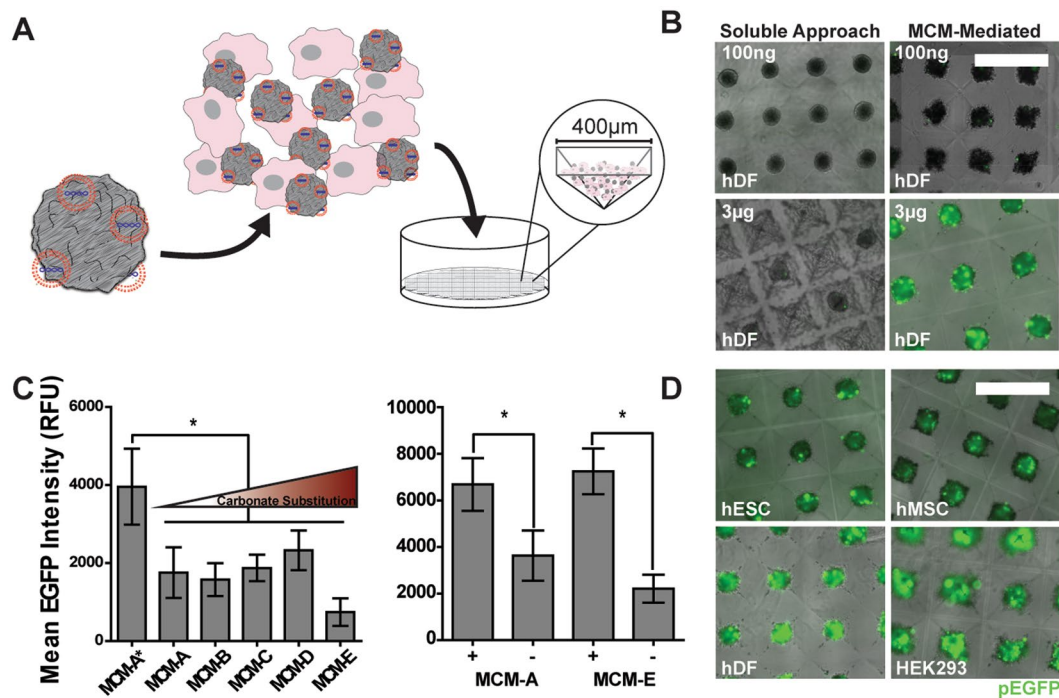 A
400µm
B
Soluble Approach
MCM-Mediated
100ng
hDF
100ng
hDF
3µg
hDF
hDF
C
Mean EGFP Intensity (RFU)
6000
4000
2000
0
*
Carbonate Substitution
MCM-A*
MCM-A
MCM-B
MCM-C
MCM-D
MCM-E
10000
8000
6000
4000
2000
0
*
*
+
-
+
-
MCM-A
MCM-E
D
hESC
hMSC
hDF
HEK293
pEGFP